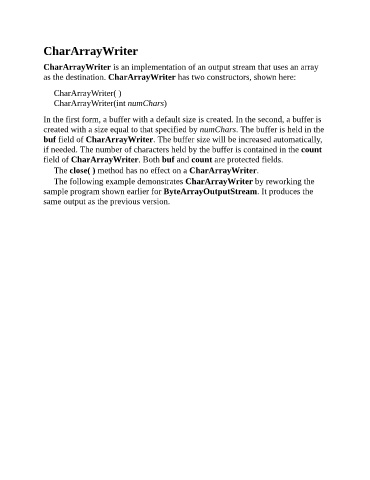 CharArrayWriter
CharArrayWriter is an implementation of an output stream that uses an array
as the destination. CharArrayWriter has two constructors, shown here:
CharArrayWriter( )
CharArrayWriter(int numChars)
In the first form, a buffer with a default size is created. In the second, a buffer is
created with a size equal to that specified by numChars. The buffer is held in the
buf field of CharArrayWriter. The buffer size will be increased automatically,
if needed. The number of characters held by the buffer is contained in the count
field of CharArrayWriter. Both buf and count are protected fields.
The close( ) method has no effect on a CharArrayWriter.
The following example demonstrates CharArrayWriter by reworking the
sample program shown earlier for ByteArrayOutputStream. It produces the
same output as the previous version.